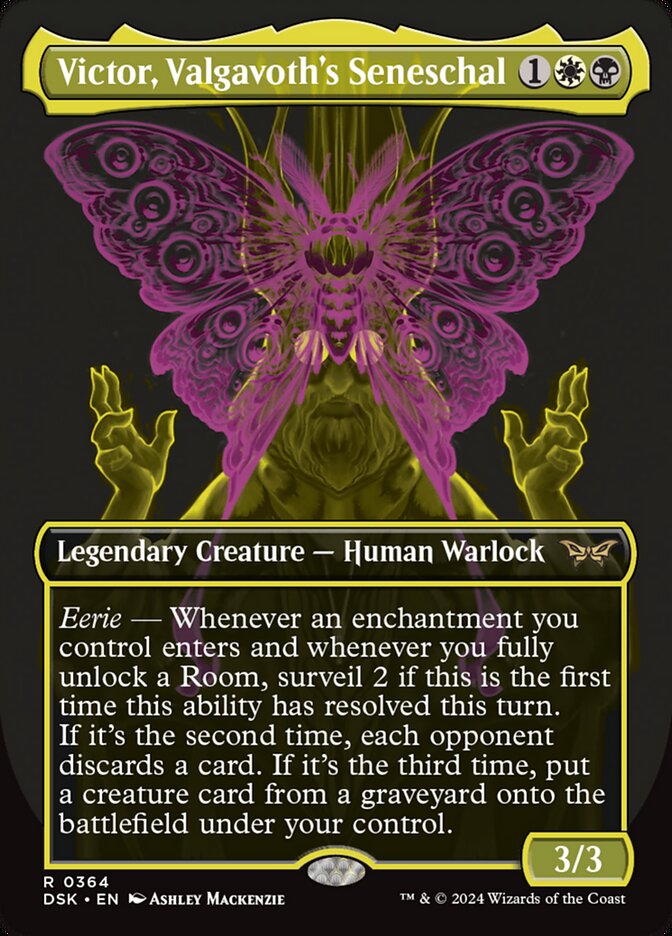 Victor, Valgavoth's Seneschal 1
Legendary Creature — Human Warlock
Eerie — Whenever an enchantment you
control enters and whenever you fully
unlock a Room, surveil 2 if this is the first
time this ability has resolved this turn.
If it's the second time, each opponent
discards a card. If it's the third time, put
a creature card from a graveyard onto the
battlefield under your control.
3/3
R 0364
DSK • EN Ashley Mackenzie
™ & © 2024 Wizards of the Coast